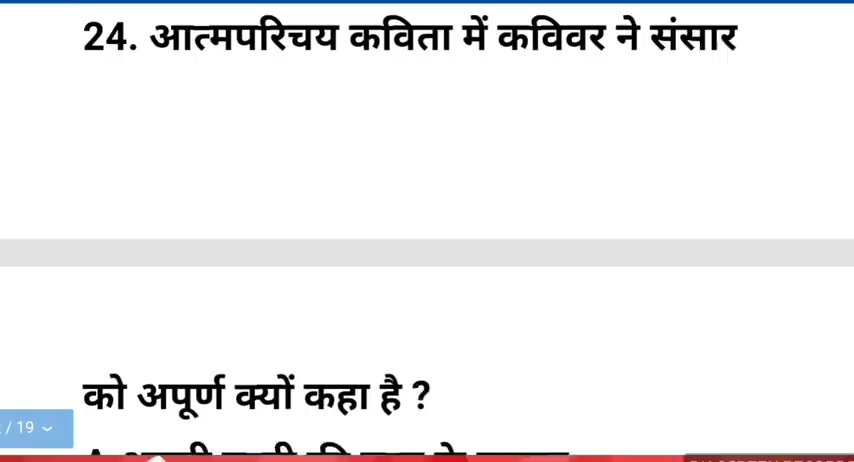 24. आत्मपरिचय कविता में कविवर ने संसार
को अपूर्ण क्यों कहा है ?
/ 19